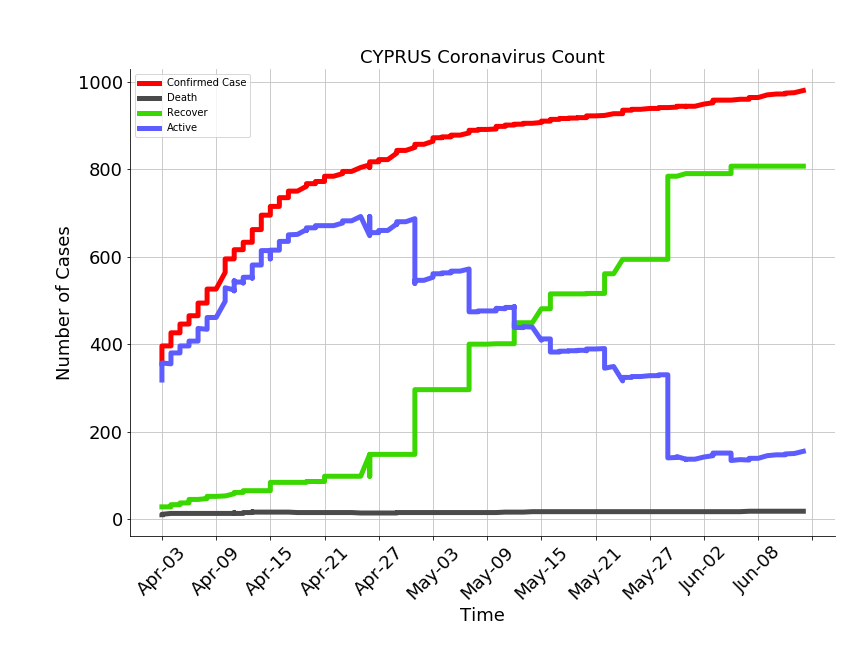 CYPRUS Coronavirus Count
Confirmed Case
Death
Recover
Active
Number of Cases
1000
800
600
400
200
0
Apr-03
Apr-09
Apr-15
Apr-21
Apr-27
May-03
May-09
May-15
May-21
May-27
Jun-02
Jun-08
Time